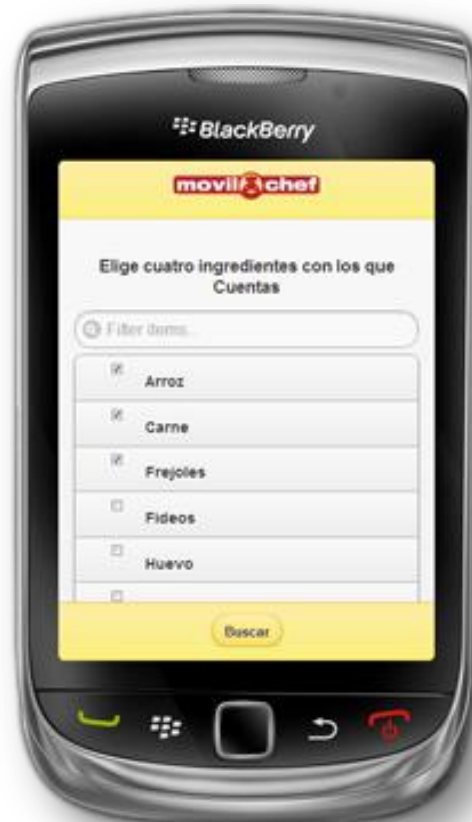 BlackBerry
movil chef
Elige cuatro ingredientes con los que
Cuentas
Filter items...
Arroz
Carne
Frejoles
Fideos
Huevo
Buscar